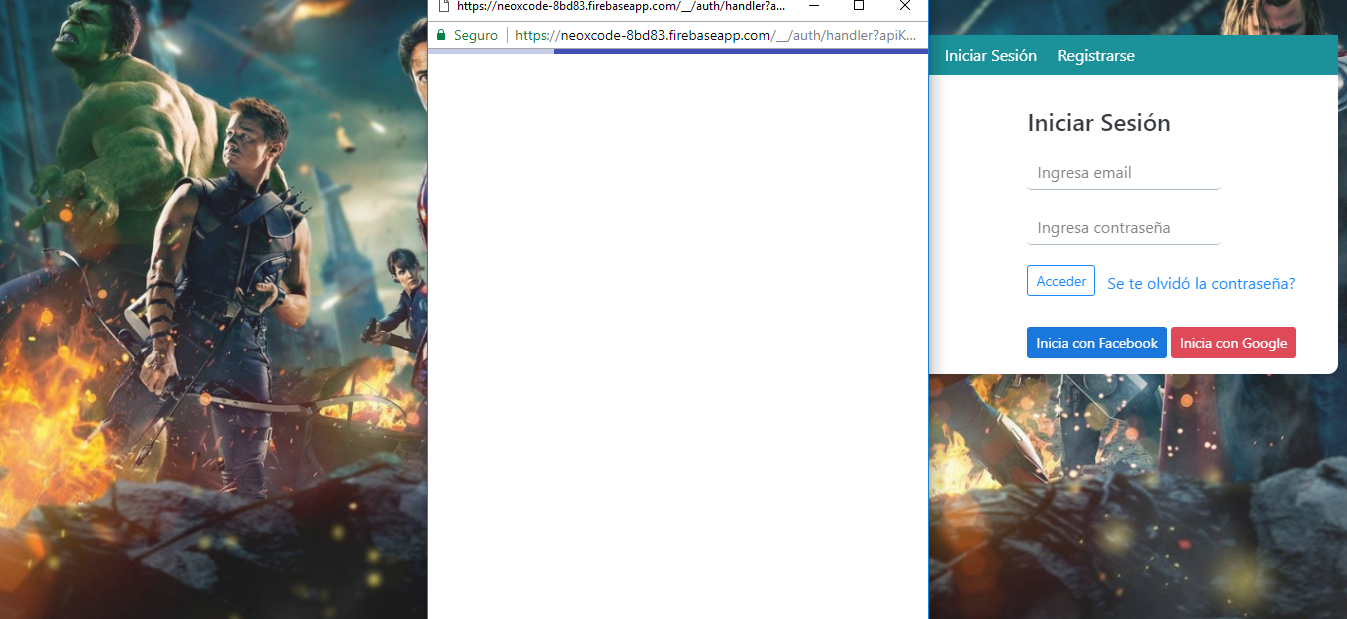 https://neoxcode-8bd83.firebaseapp.com/__/auth/handler?a...
Seguro
https://neoxcode-8bd83.firebaseapp.com/__/auth/handler?apiK...
Iniciar Sesión
Registrarse
Iniciar Sesión
Ingresa email
Ingresa contraseña
Acceder
Se te olvidó la contraseña?
Inicia con Facebook
Inicia con Google